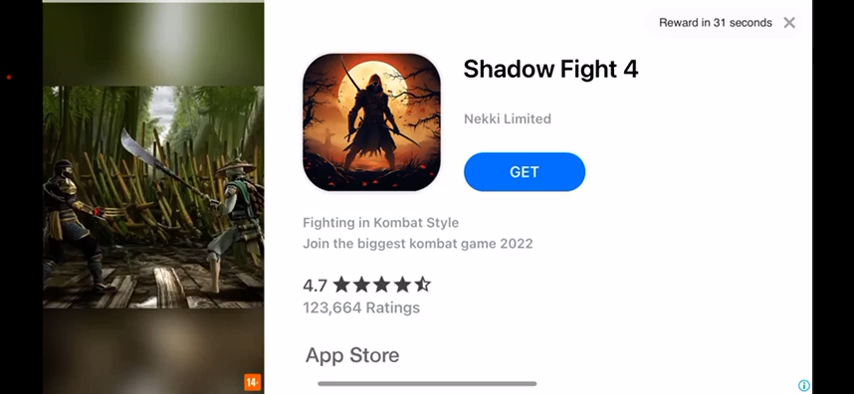 Reward in 31 seconds
Shadow Fight 4
Nekki Limited
GET
Fighting in Kombat Style
Join the biggest kombat game 2022
4.7
123,664 Ratings
App Store
14+